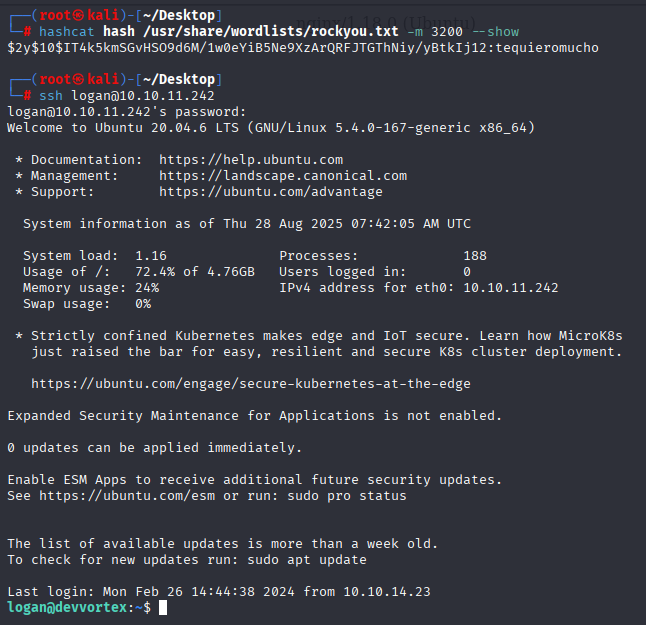 nginx/1.18.0 (Ubuntu)
┌──(root㉿kali)-[~/Desktop]
└─# hashcat hash /usr/share/wordlists/rockyou.txt -m 3200 --show
$2y$10$IT4k5kmSGvHSO9d6M/1w0eYiB5Ne9XzArQRFJTGThNiy/yBtkIj12:tequieromucho
┌──(root㉿kali)-[~/Desktop]
└─# ssh logan@10.10.11.242
logan@10.10.11.242's password:
Welcome to Ubuntu 20.04.6 LTS (GNU/Linux 5.4.0-167-generic x86_64)
* Documentation:  https://help.ubuntu.com
* Management:     https://landscape.canonical.com
* Support:        https://ubuntu.com/advantage
System information as of Thu 28 Aug 2025 07:42:05 AM UTC
System load:  1.16              Processes:             188
Usage of /:   72.4% of 4.76GB   Users logged in:       0
Memory usage: 24%               IPv4 address for eth0: 10.10.11.242
Swap usage:   0%
* Strictly confined Kubernetes makes edge and IoT secure. Learn how MicroK8s
just raised the bar for easy, resilient and secure K8s cluster deployment.
https://ubuntu.com/engage/secure-kubernetes-at-the-edge
Expanded Security Maintenance for Applications is not enabled.
0 updates can be applied immediately.
Enable ESM Apps to receive additional future security updates.
See https://ubuntu.com/esm or run: sudo pro status
The list of available updates is more than a week old.
To check for new updates run: sudo apt update
Last login: Mon Feb 26 14:44:38 2024 from 10.10.14.23
logan@devvortex:~$